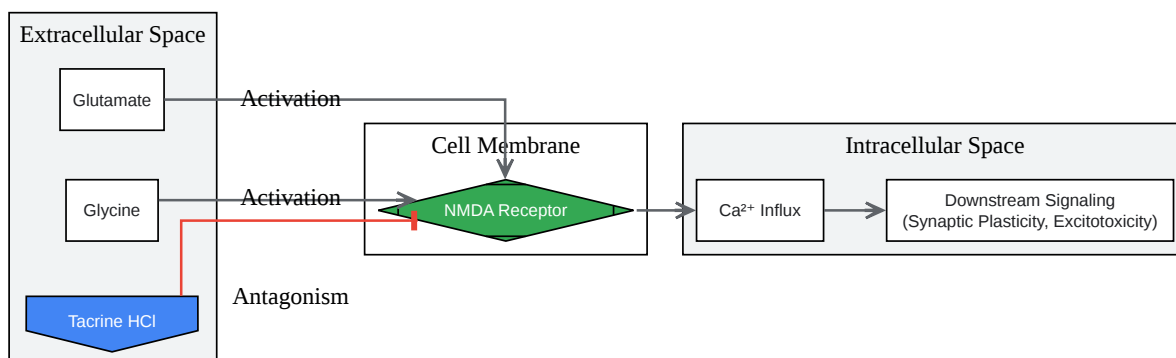 Extracellular Space
Glutamate
Activation
Cell Membrane
Intracellular Space
Glycine
Activation
NMDA Receptor
Ca²⁺ Influx
Downstream Signaling
(Synaptic Plasticity, Excitotoxicity)
Antagonism
Tacrine HCl